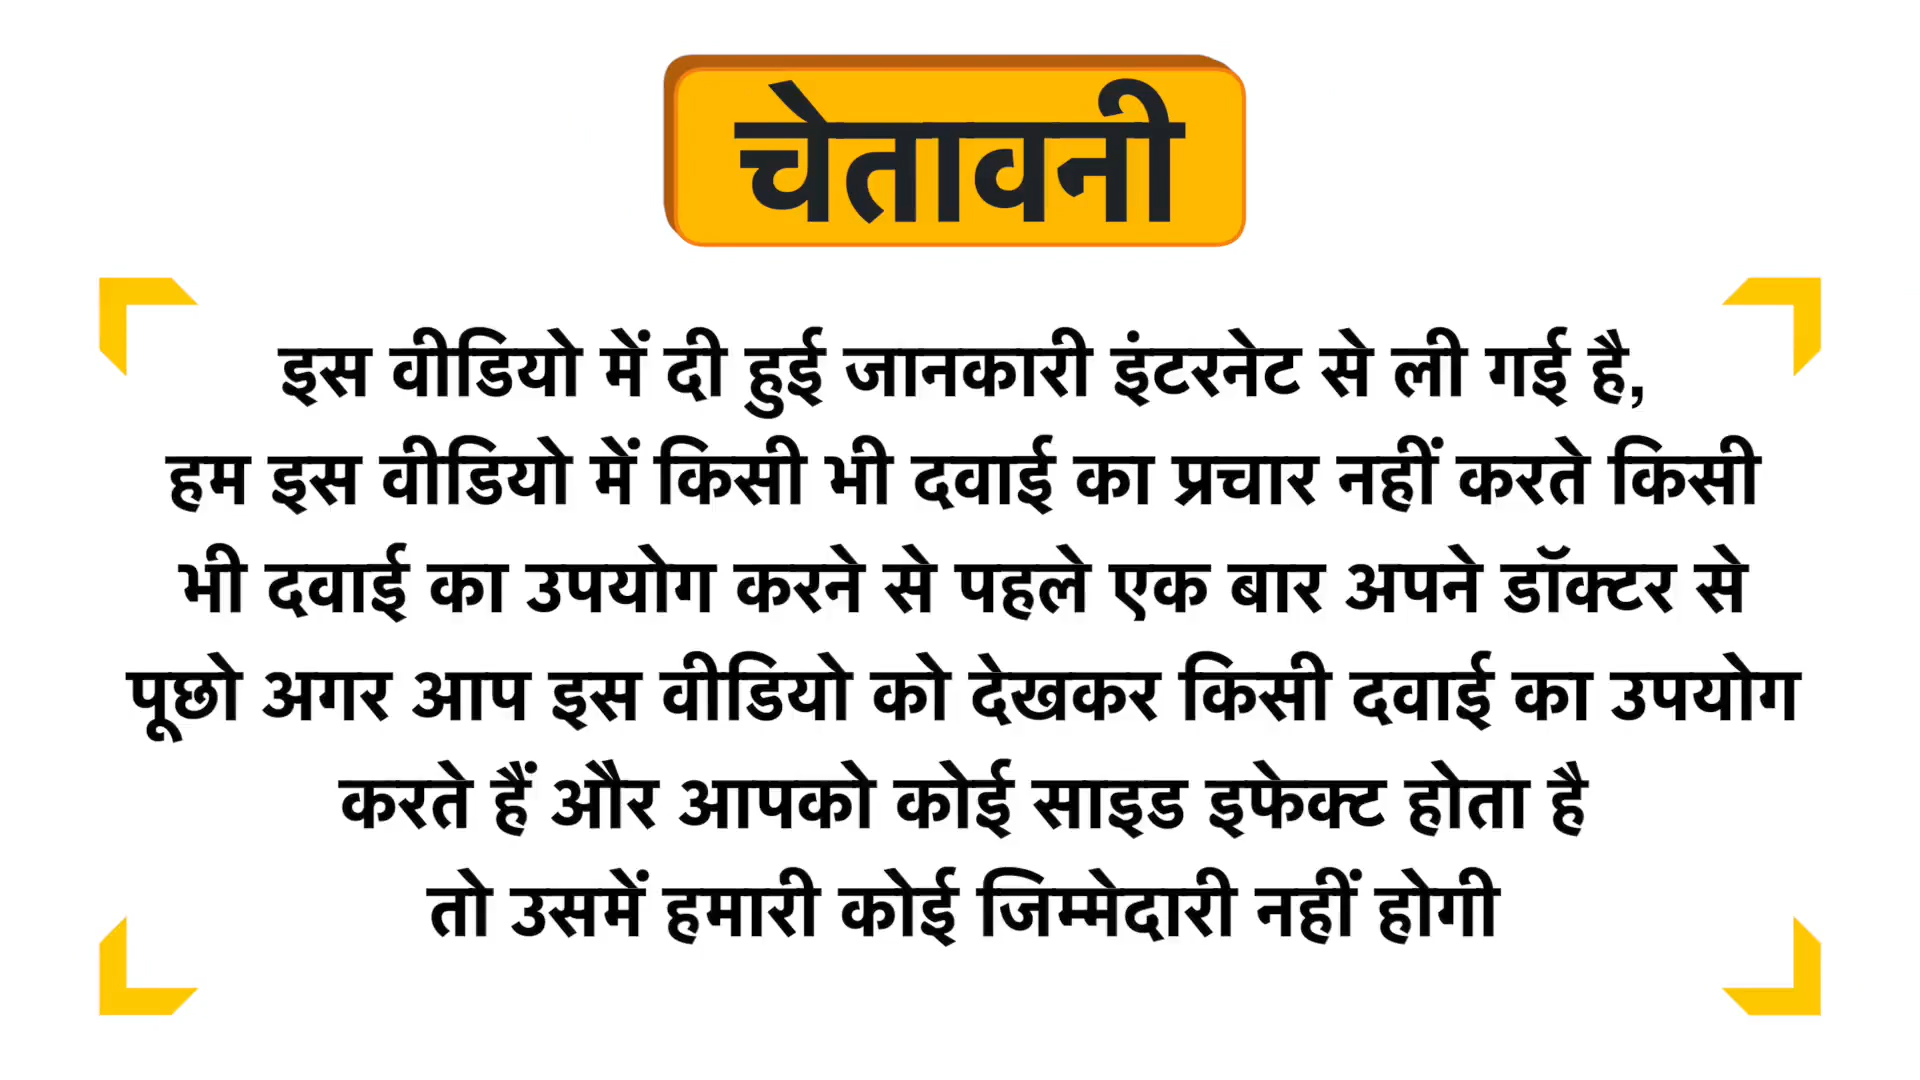 चेतावनी
इस वीडियो में दी हुई जानकारी इंटरनेट से ली गई है,
हम इस वीडियो में किसी भी दवाई का प्रचार नहीं करते किसी
भी दवाई का उपयोग करने से पहले एक बार अपने डॉक्टर से
पूछो अगर आप इस वीडियो को देखकर किसी दवाई का उपयोग
करते हैं और आपको कोई साइड इफेक्ट होता है
तो उसमें हमारी कोई जिम्मेदारी नहीं होगी